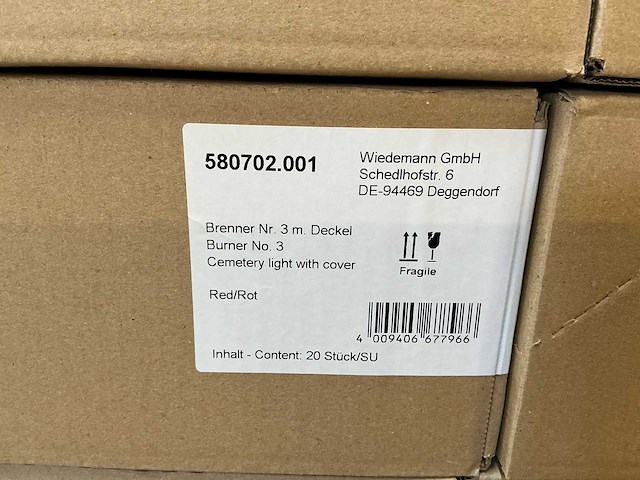 580702.001
Wiedemann GmbH
Schedlhofstr. 6
DE-94469 Deggendorf
Brenner Nr. 3 m. Deckel
Burner No. 3
Cemetery light with cover
Fragile
Red/Rot
4 009406 677966
Inhalt - Content: 20 Stück/SU